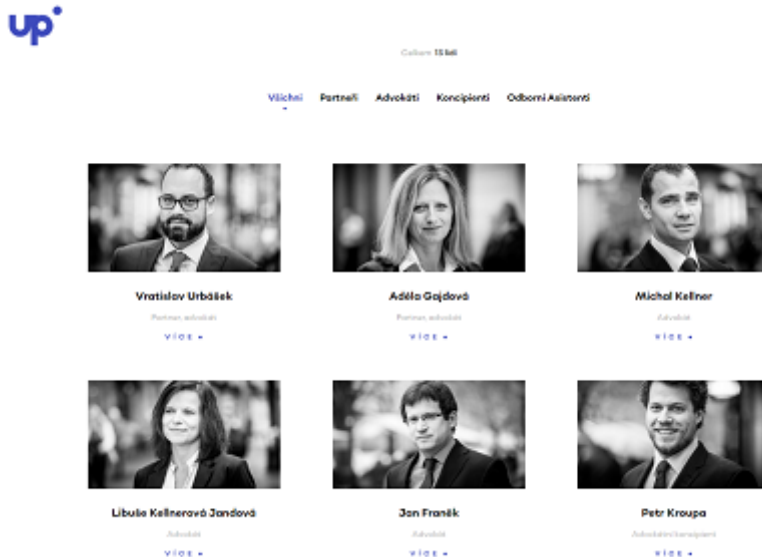 up
Celkem 15 lidí
Všichni Partneři Advokáti Koncipienti Odborní Asistenti
Vratislav Urbášek Adéla Gajdová Michal Kellner
Partner, advokát Partner, advokát Advokát
VÍCE VÍCE VÍCE
Libuše Kellnerová Jandová Jan Franěk Petr Kroupa
Advokát Advokát Advokátní koncipient
VÍCE VÍCE VÍCE